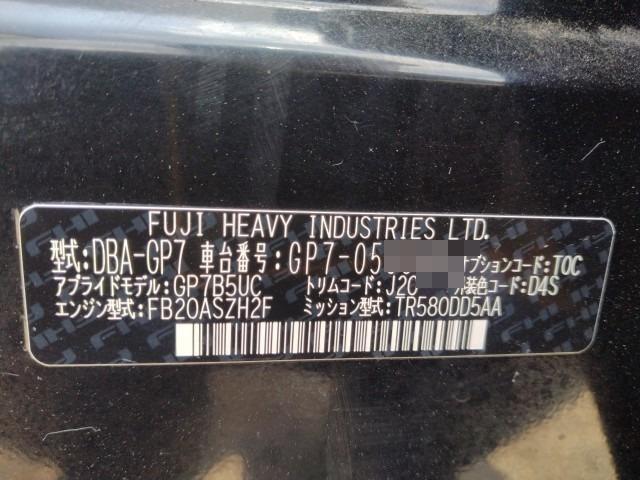 FUJI HEAVY INDUSTRIES LTD.
型式:DBA-GP7 車台番号:GP7-05 オプションコード:TOC
アプライドモデル:GP7B5UC トリムコード:J20 外装色コード:D4S
エンジン型式:FB20ASZH2F ミッション型式:TR580DD5AA